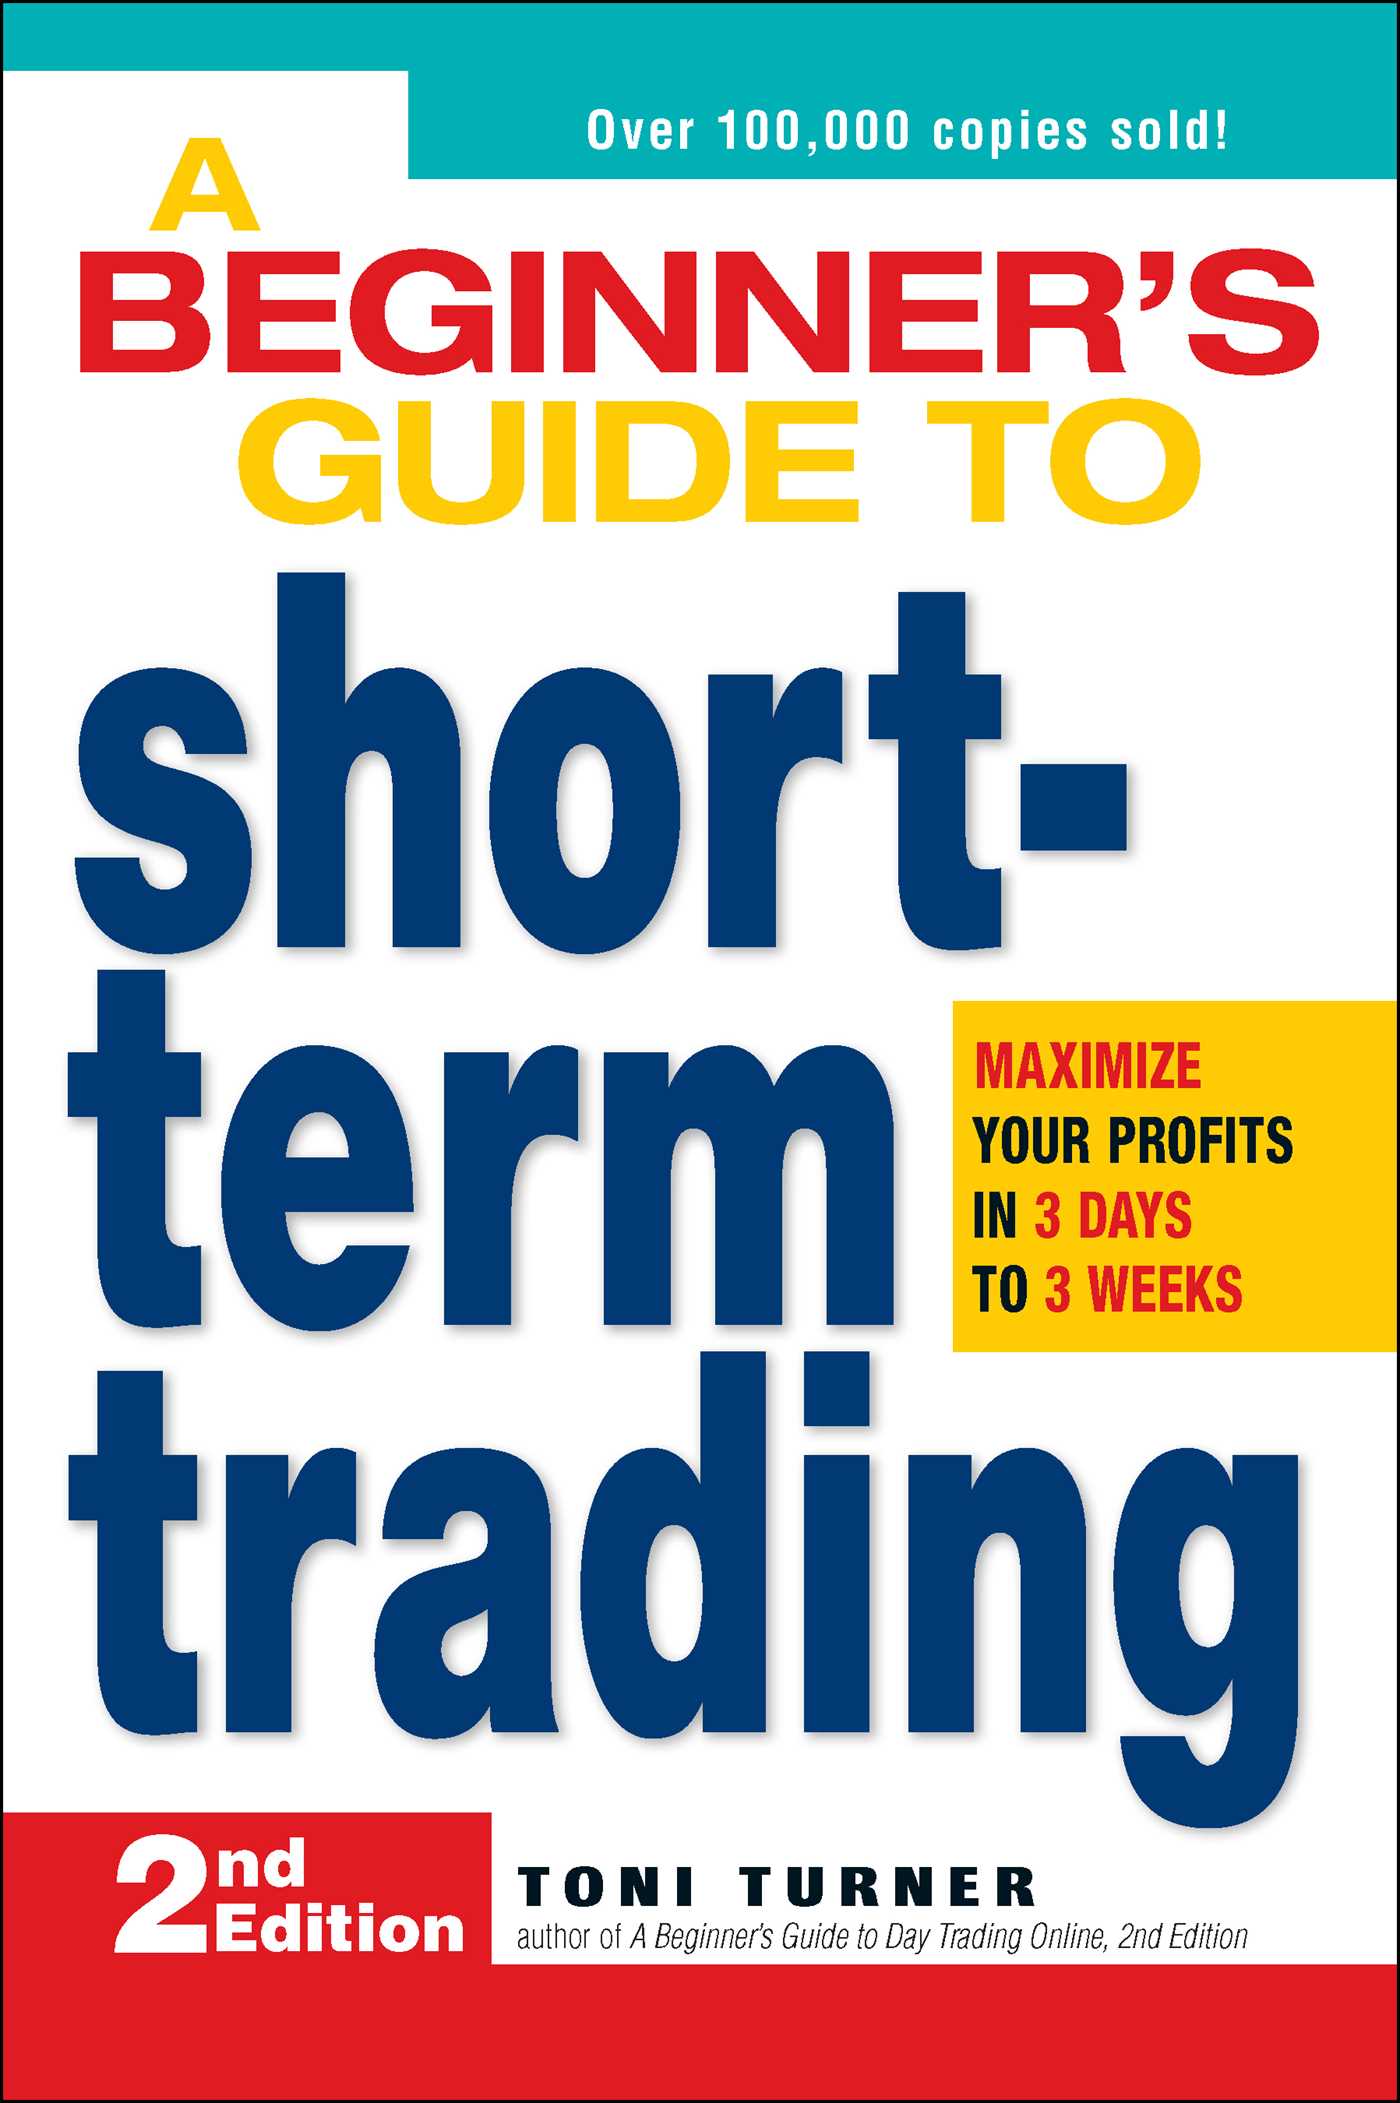 Over 100,000 copies sold!
A
BEGINNER'S
GUIDE TO
short-
term
trading
MAXIMIZE
YOUR PROFITS
IN 3 DAYS
TO 3 WEEKS
2nd
Edition
TONI TURNER
author of A Beginner's Guide to Day Trading Online, 2nd Edition